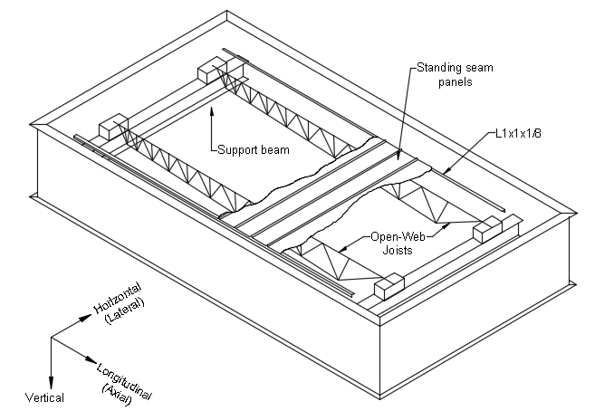 Standing seam
panels
L1x1x1/8
Support beam
Open-Web
Joists
Horizontal
(Lateral)
Longitudinal
(Axial)
Vertical